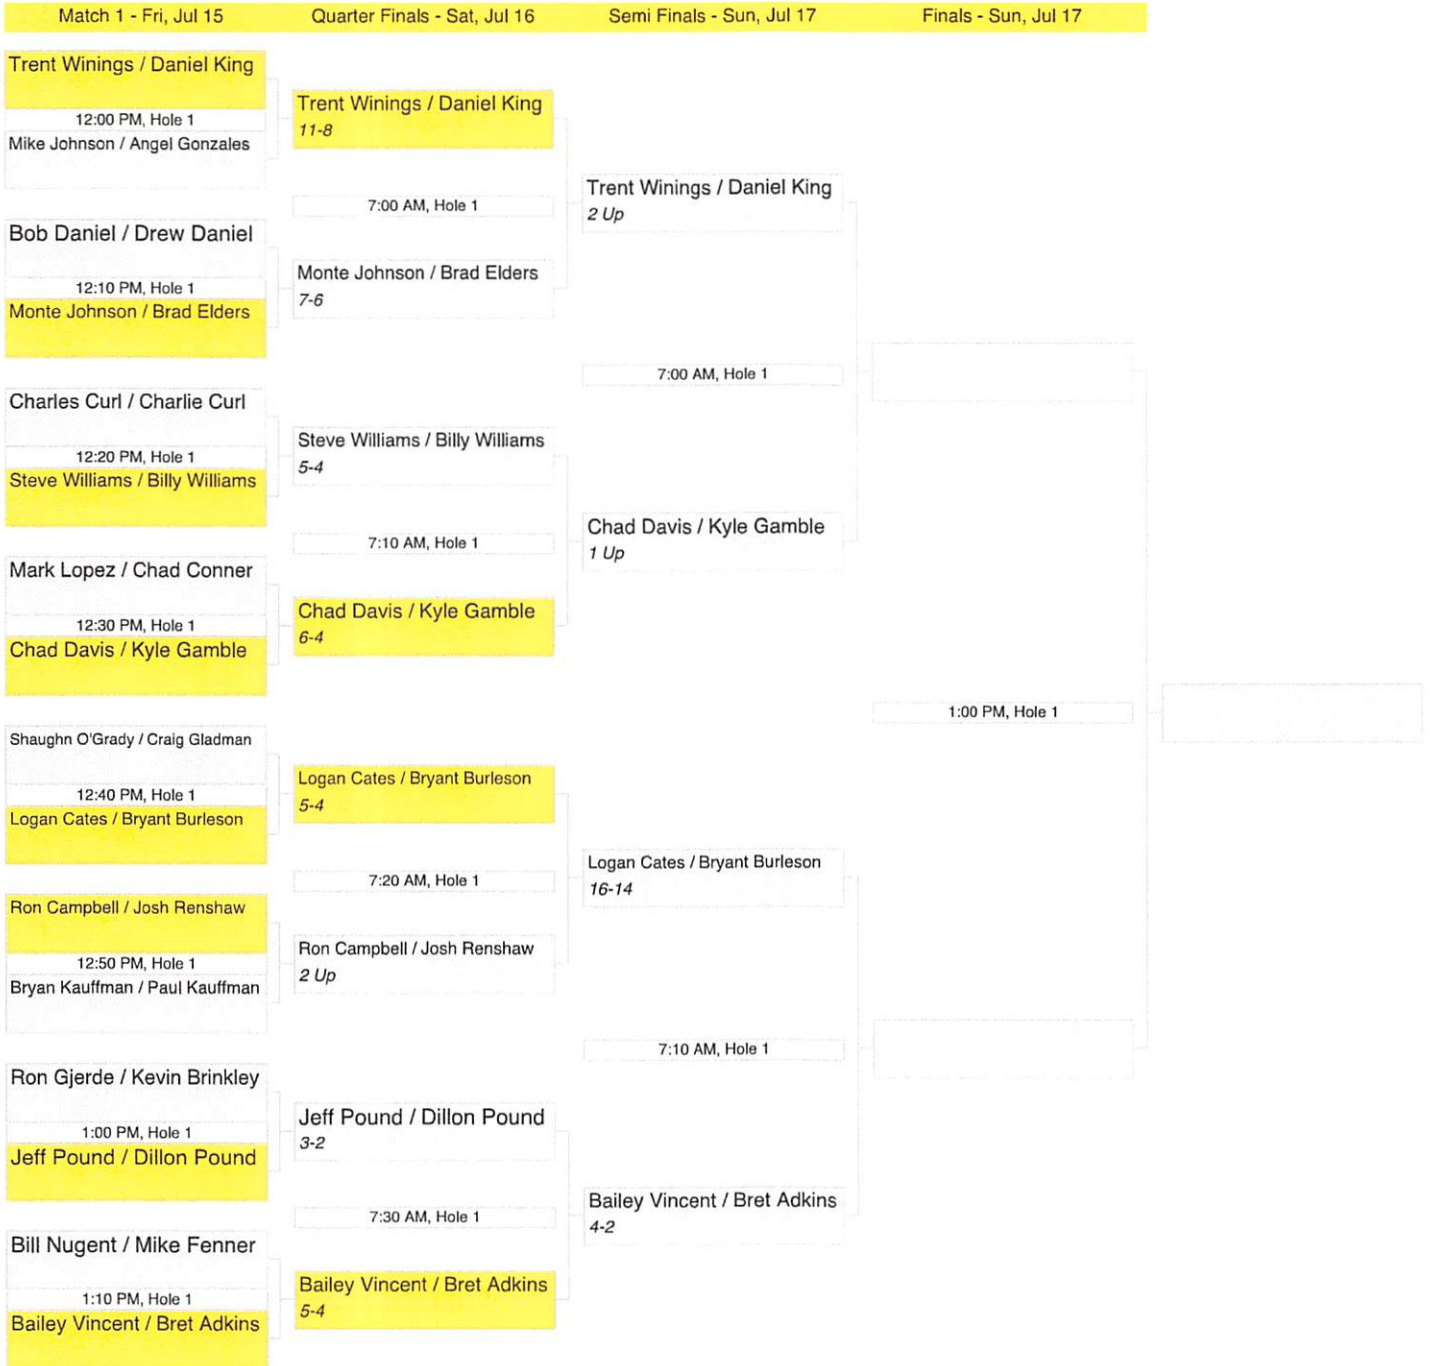 Match 1 - Fri, Jul 15
Quarter Finals - Sat, Jul 16
Semi Finals - Sun, Jul 17
Finals - Sun, Jul 17
Trent Winings / Daniel King
12:00 PM, Hole 1
Mike Johnson / Angel Gonzales
Bob Daniel / Drew Daniel
12:10 PM, Hole 1
Monte Johnson / Brad Elders
Charles Curl / Charlie Curl
12:20 PM, Hole 1
Steve Williams / Billy Williams
Mark Lopez / Chad Conner
12:30 PM, Hole 1
Chad Davis / Kyle Gamble
Shaughn O'Grady / Craig Gladman
12:40 PM, Hole 1
Logan Cates / Bryant Burleson
Ron Campbell / Josh Renshaw
12:50 PM, Hole 1
Bryan Kauffman / Paul Kauffman
Ron Gjerde / Kevin Brinkley
1:00 PM, Hole 1
Jeff Pound / Dillon Pound
Bill Nugent / Mike Fenner
1:10 PM, Hole 1
Bailey Vincent / Bret Adkins
Trent Winings / Daniel King
11-8
7:00 AM, Hole 1
Monte Johnson / Brad Elders
7-6
Steve Williams / Billy Williams
5-4
7:10 AM, Hole 1
Chad Davis / Kyle Gamble
6-4
Logan Cates / Bryant Burleson
5-4
7:20 AM, Hole 1
Ron Campbell / Josh Renshaw
2 Up
Jeff Pound / Dillon Pound
3-2
7:30 AM, Hole 1
Bailey Vincent / Bret Adkins
5-4
Trent Winings / Daniel King
2 Up
7:00 AM, Hole 1
Chad Davis / Kyle Gamble
1 Up
Logan Cates / Bryant Burleson
16-14
7:10 AM, Hole 1
Bailey Vincent / Bret Adkins
4-2
1:00 PM, Hole 1